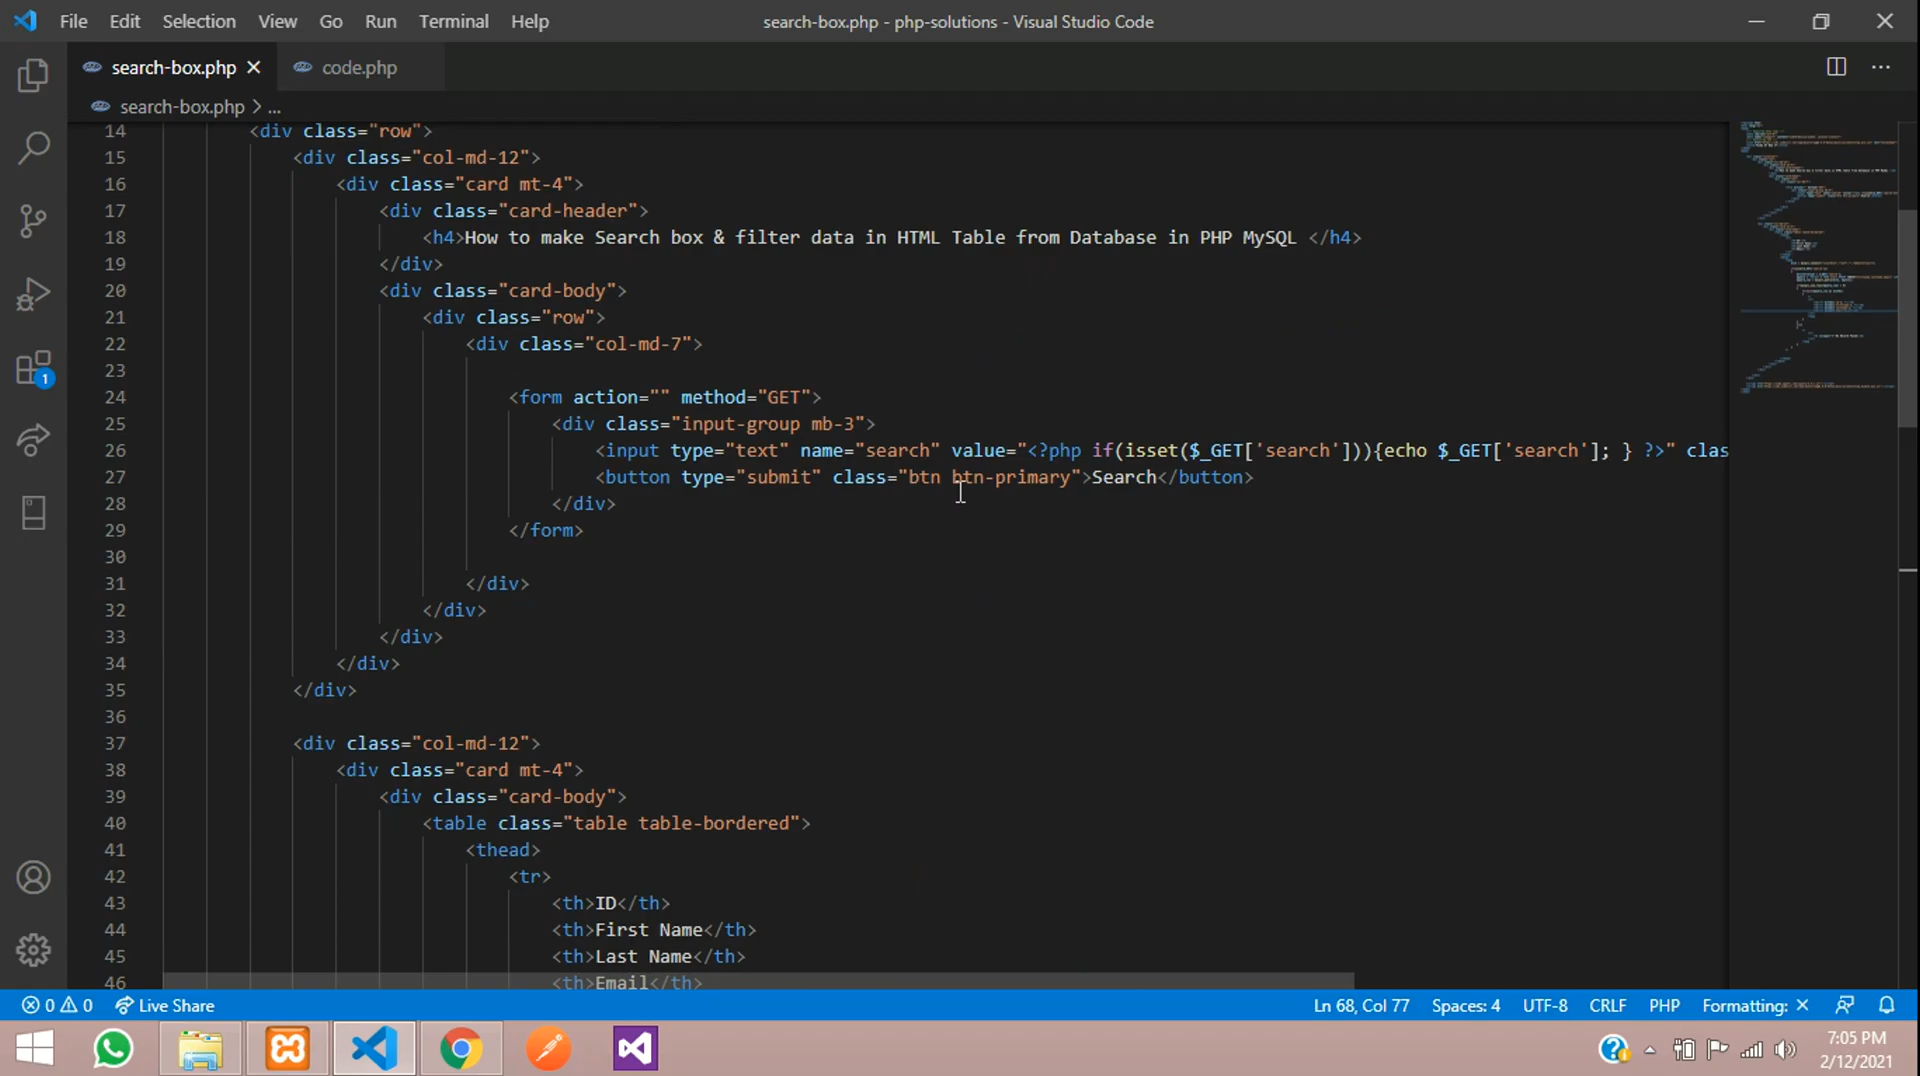 File Edit Selection View Go Run Terminal Help
search-box.php - php-solutions - Visual Studio Code
search-box.php
code.php
search-box.php > ...
14 <div class="row">
15 <div class="col-md-12">
16 <div class="card mt-4">
17 <div class="card-header">
18 <h4>How to make Search box & filter data in HTML Table from Database in PHP MySQL </h4>
19 </div>
20 <div class="card-body">
21 <div class="row">
22 <div class="col-md-7">
23
24 <form action="" method="GET">
25 <div class="input-group mb-3">
26 <input type="text" name="search" value="<?php if(isset($_GET['search'])){echo $_GET['search']; } ?>" clas
27 <button type="submit" class="btn btn-primary">Search</button>
28 </div>
29 </form>
30
31 </div>
32 </div>
33 </div>
34 </div>
35 </div>
36
37 <div class="col-md-12">
38 <div class="card mt-4">
39 <div class="card-body">
40 <table class="table table-bordered">
41 <thead>
42 <tr>
43 <th>ID</th>
44 <th>First Name</th>
45 <th>Last Name</th>
46 <th>Email</th>
1
0 0 Live Share
Ln 68, Col 77 Spaces: 4 UTF-8 CRLF PHP Formatting: ×
7:05 PM
2/12/2021